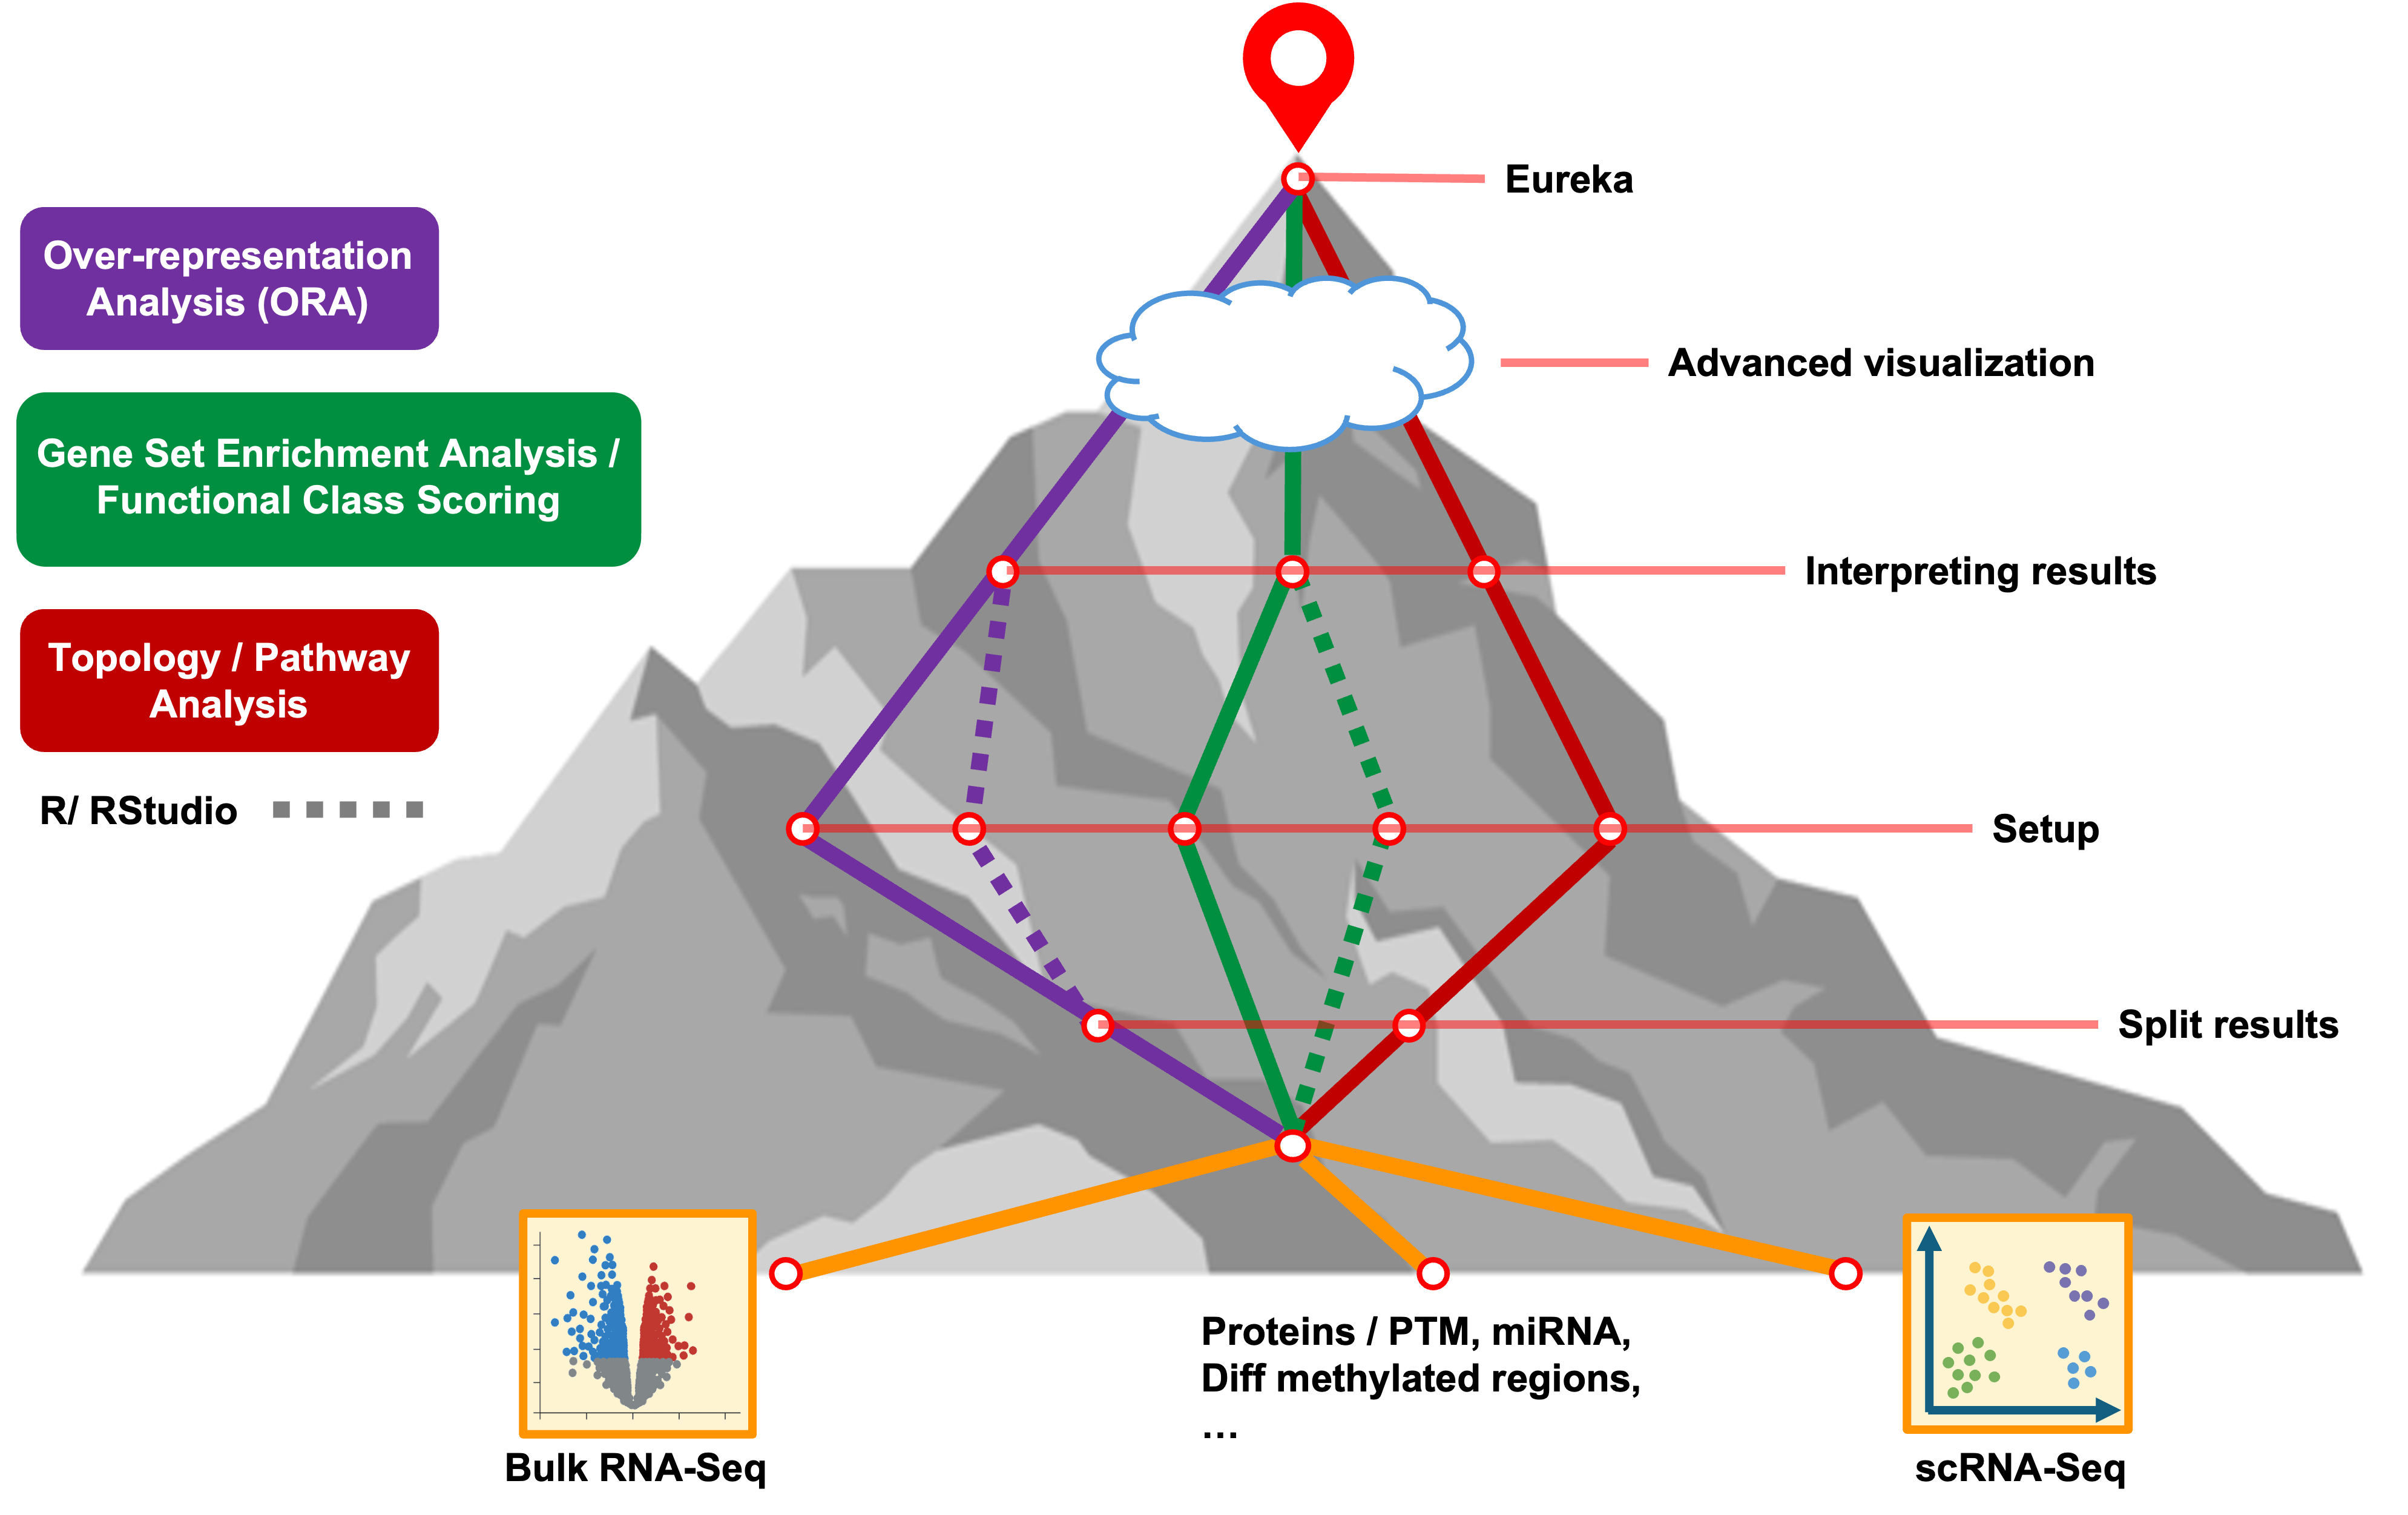 Eureka
Over-representation
Analysis (ORA)
Advanced visualization
Gene Set Enrichment Analysis /
Functional Class Scoring
Interpreting results
Topology / Pathway
Analysis
R/ RStudio
Setup
Split results
Proteins / PTM, miRNA,
Diff methylated regions,
...
Bulk RNA-Seq
scRNA-Seq